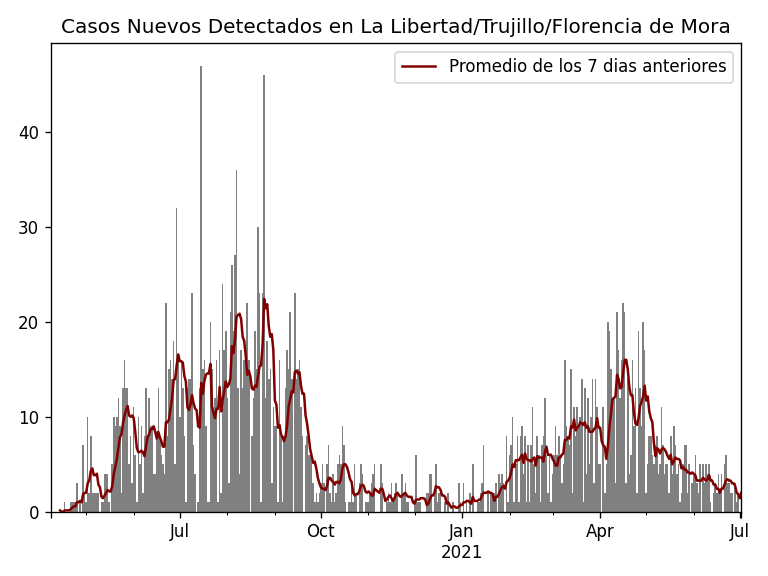 Casos Nuevos Detectados en La Libertad/Trujillo/Florencia de Mora
Promedio de los 7 dias anteriores
40
30
20
10
0
Jul Oct Jan Apr Jul
2021